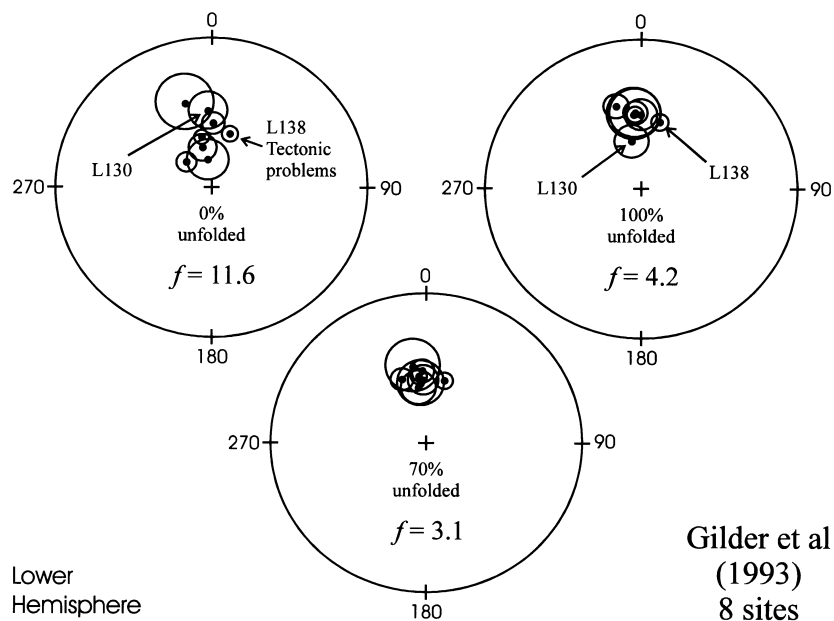 0
270
90
180
L130
L138
Tectonic
problems
0%
unfolded
f = 11.6
0
270
90
180
L130
L138
100%
unfolded
f = 4.2
0
270
90
180
70%
unfolded
f = 3.1
Lower
Hemisphere
Gilder et al
(1993)
8 sites